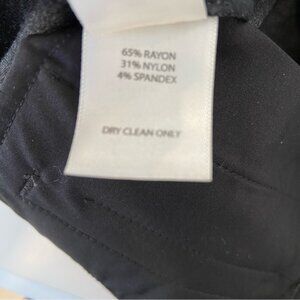 65% RAYON
31% NYLON
4% SPANDEX
DRY CLEAN ONLY